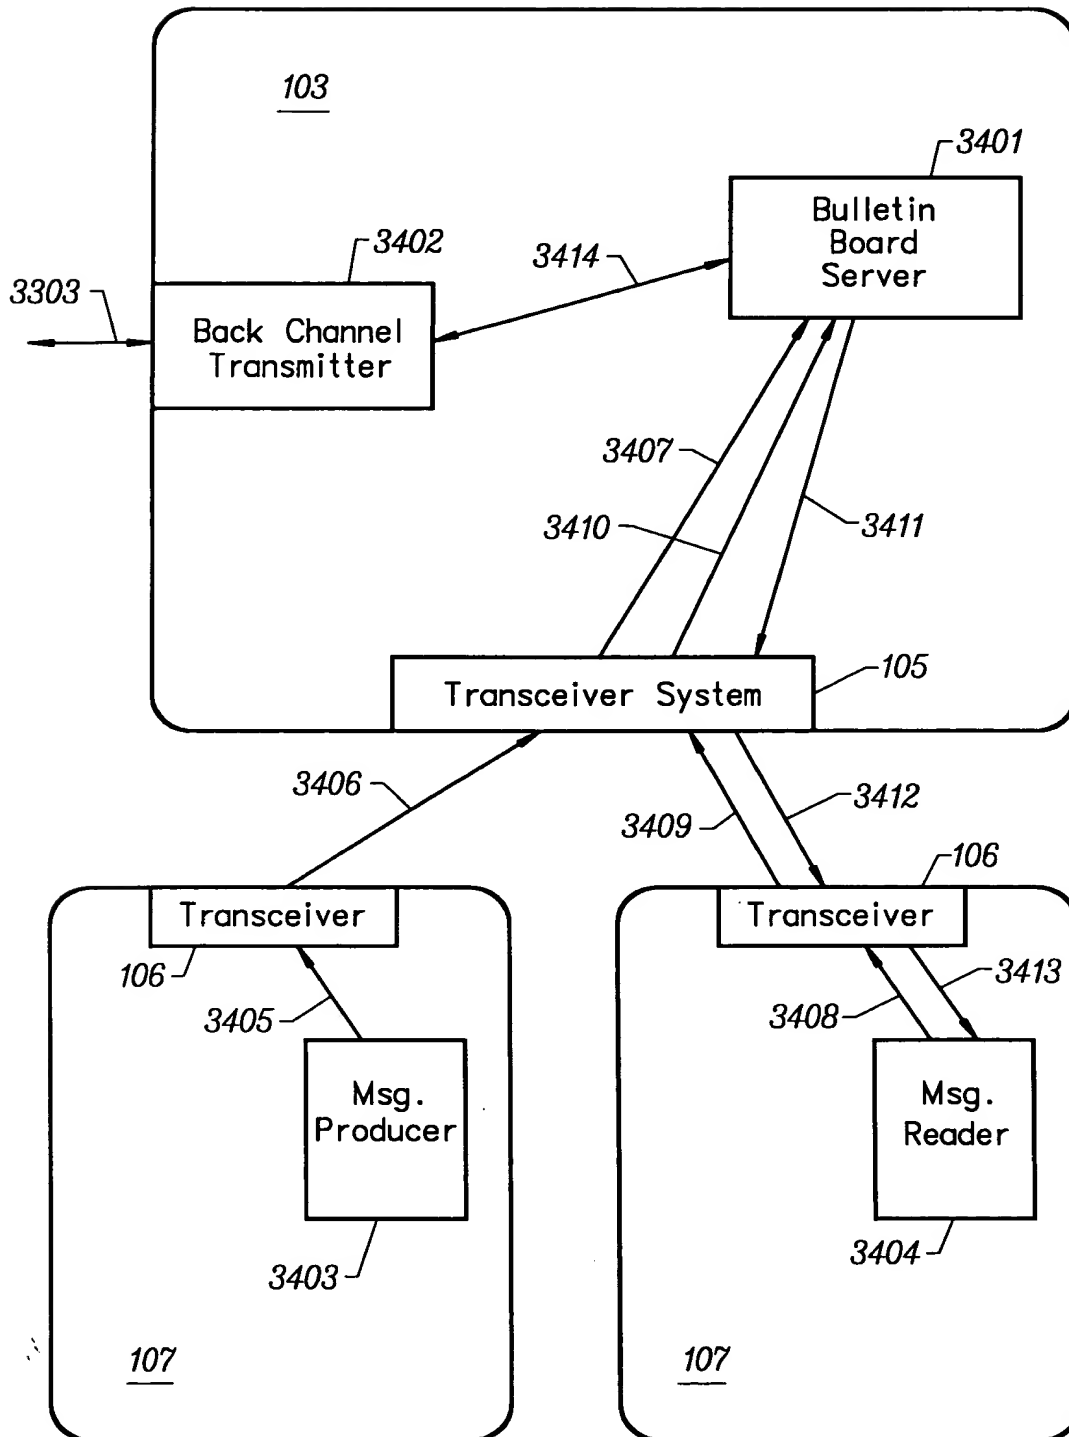 103
3401
Bulletin
Board
Server
3402
3414
3303
Back Channel
Transmitter
3407
3410
3411
105
Transceiver System
3406
3412
3409
106
Transceiver
Transceiver
106
3405
3413
3408
Msg.
Producer
Msg.
Reader
3403
3404
107
107